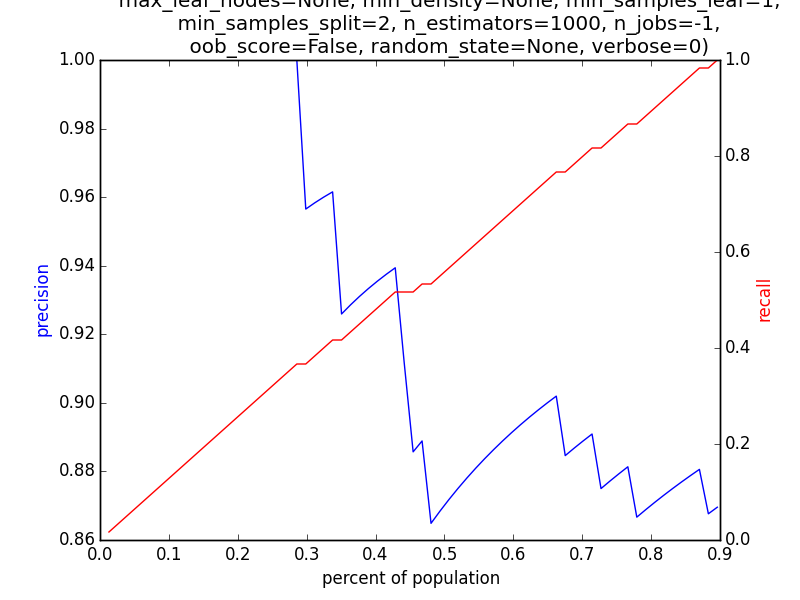 max_leaf_nodes=None, min_density=None, min_samples_leaf=1,
min_samples_split=2, n_estimators=1000, n_jobs=-1,
oob_score=False, random_state=None, verbose=0)
1.00
0.98
0.96
0.94
0.92
0.90
0.88
0.86
precision
1.0
0.8
0.6
0.4
0.2
0.0
recall
0.0 0.1 0.2 0.3 0.4 0.5 0.6 0.7 0.8 0.9
percent of population